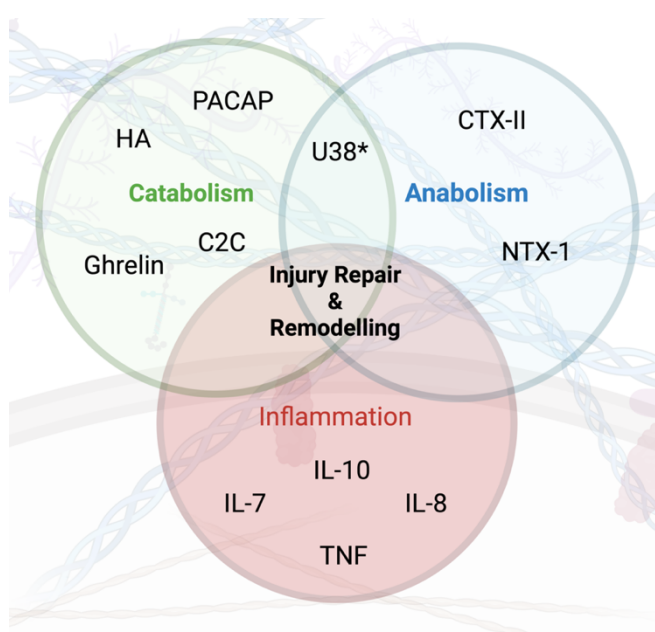 PACAP
CTX-II
HA
U38*
Catabolism
Anabolism
C2C
NTX-1
Ghrelin
Injury Repair
&
Remodelling
Inflammation
IL-10
IL-7
IL-8
TNF